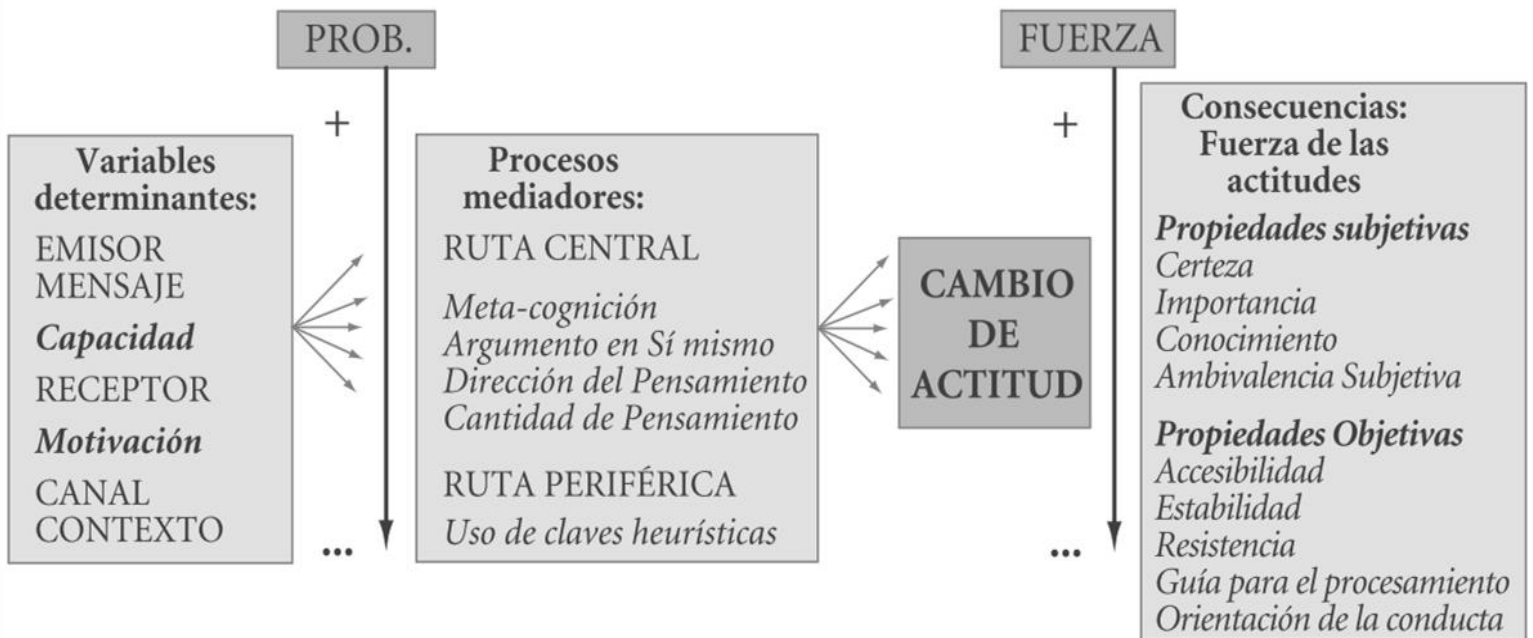 PROB.
+
Variables
determinantes:
EMISOR
MENSAJE
Capacidad
RECEPTOR
Motivación
CANAL
CONTEXTO
...
Procesos
mediadores:
RUTA CENTRAL
Meta-cognición
Argumento en Sí mismo
Dirección del Pensamiento
Cantidad de Pensamiento
RUTA PERIFÉRICA
Uso de claves heurísticas
CAMBIO
DE
ACTITUD
FUERZA
+
...
Consecuencias:
Fuerza de las
actitudes
Propiedades subjetivas
Certeza
Importancia
Conocimiento
Ambivalencia Subjetiva
Propiedades Objetivas
Accesibilidad
Estabilidad
Resistencia
Guía para el procesamiento
Orientación de la conducta